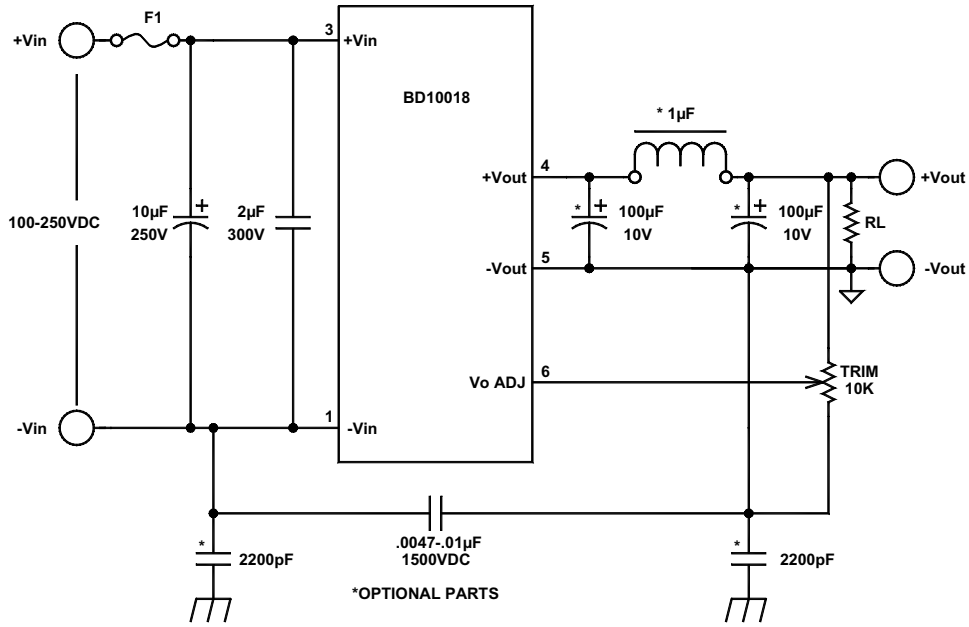 F1
+Vin
3
+Vin
BD10018
* 1µF
4
+Vout
+Vout
100-250VDC
10µF
250V
+
2µF
300V
*
+
100µF
10V
*
+
100µF
10V
RL
5
-Vout
-Vout
Vo ADJ
6
TRIM
10K
-Vin
1
-Vin
.0047-.01µF
1500VDC
*
2200pF
*
2200pF
*OPTIONAL PARTS